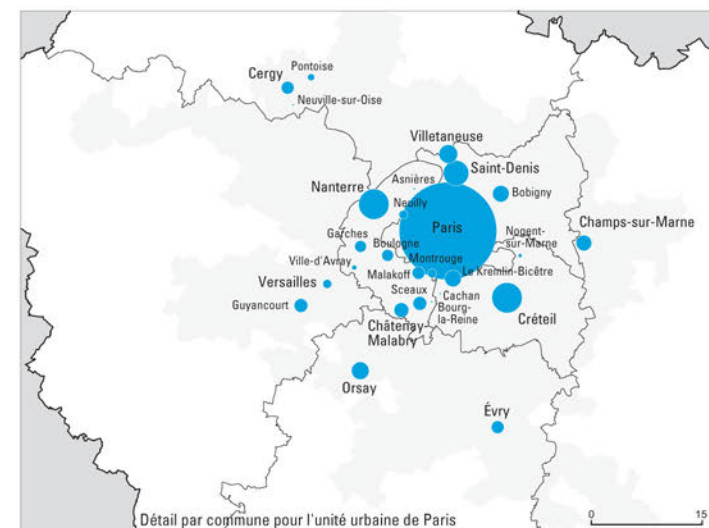 Pontoise
Cergy
Neuville-sur-Oise
Villetaneuse
Saint-Denis
Asnières
Nanterre
Bobigny
Neuilly
Paris
Champs-sur-Marne
Garches
Nogent-
sur-Marne
Boulogne
Montrouge
Ville-d'Avray
Malakoff
Le Kremlin-Bicêtre
Versailles
Sceaux
Cachan
Guyancourt
Bourg-
la-Reine
Châtenay-
Malabry
Créteil
Orsay
Évry
Détail par commune pour l'unité urbaine de Paris
0 15